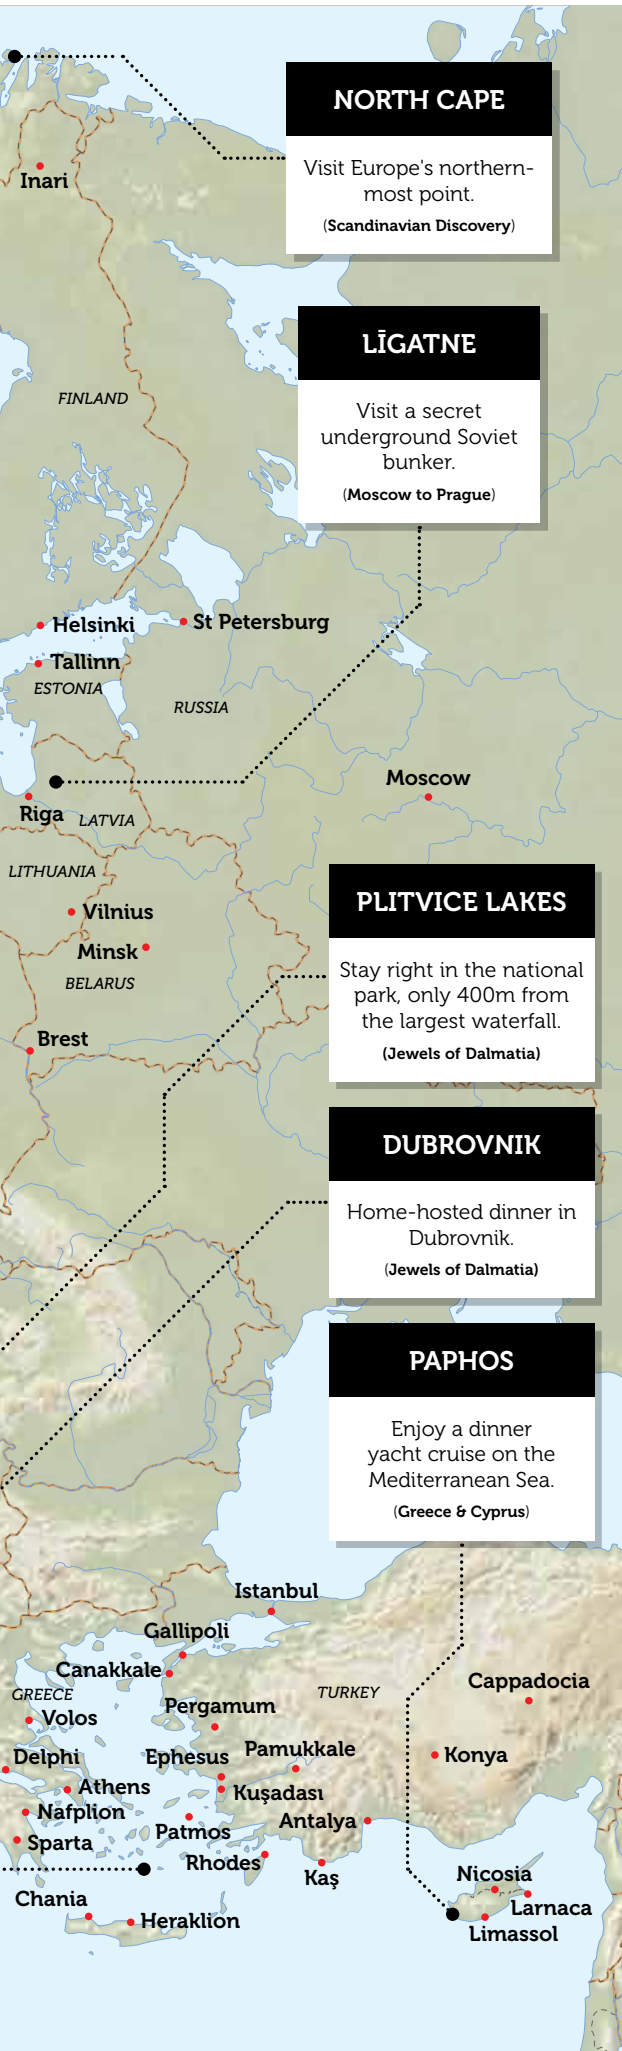 NORTH CAPE
Visit Europe's northern-
most point.
(Scandinavian Discovery)
Inari
LĪGATNE
Visit a secret
underground Soviet
bunker.
(Moscow to Prague)
FINLAND
Helsinki
St Petersburg
Tallinn
ESTONIA
RUSSIA
Moscow
Riga
LATVIA
LITHUANIA
PLITVICE LAKES
Stay right in the national
park, only 400m from
the largest waterfall.
(Jewels of Dalmatia)
Vilnius
Minsk
BELARUS
Brest
DUBROVNIK
Home-hosted dinner in
Dubrovnik.
(Jewels of Dalmatia)
PAPHOS
Enjoy a dinner
yacht cruise on the
Mediterranean Sea.
(Greece & Cyprus)
Istanbul
Gallipoli
Canakkale
Cappadocia
GREECE
TURKEY
Pergamum
Volos
Pamukkale
Delphi
Ephesus
Konya
Athens
Kuşadası
Nafplion
Antalya
Patmos
Sparta
Rhodes
Kaş
Nicosia
Chania
Larnaca
Heraklion
Limassol